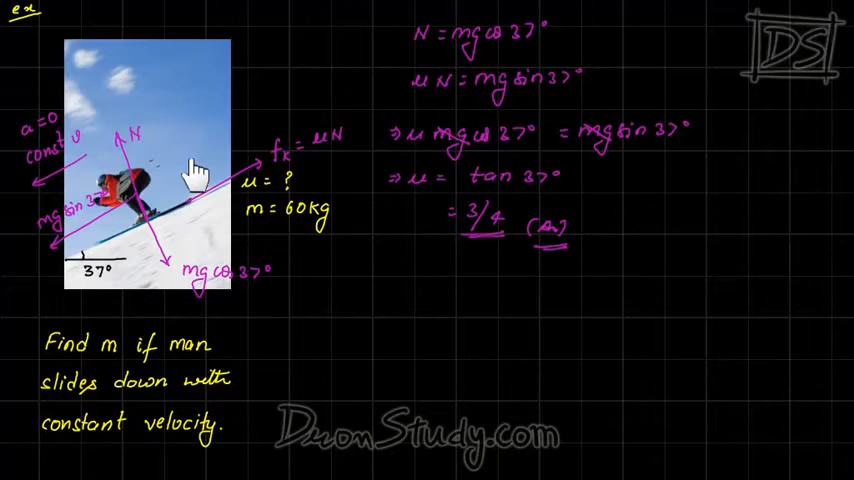 ex
N = mg cos 37°
μN = mg sin 37°
a = 0
const v
N
fk = μN
⇒ μ mg cos 37° = mg sin 37°
μ = ?
⇒ μ = tan 37°
mg sin 37°
m = 60kg
= 3/4 (Ans)
37°
mg cos 37°
Find m if man
slides down with
constant velocity.
DuonStudy.com
DS